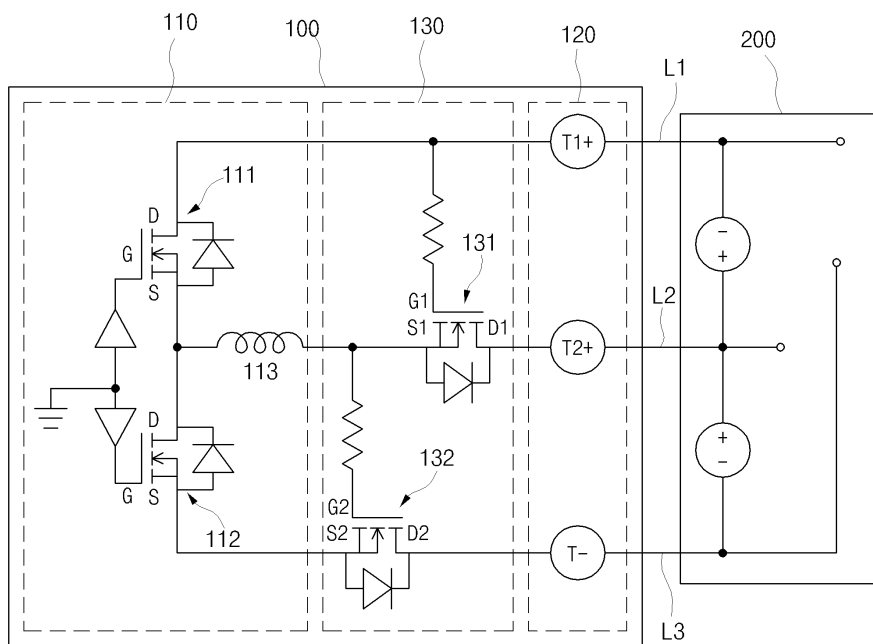 110
100
130
120
200
L1
T1+
111
D
G
S
−
+
131
G1
S1
D1
L2
T2+
113
D
G
S
+
−
132
G2
S2
D2
112
T−
L3